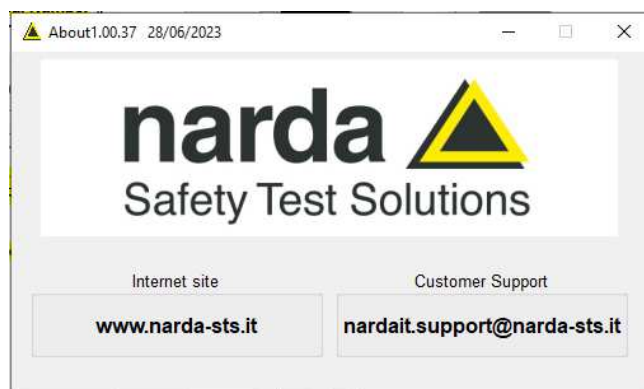 About1.00.37 28/06/2023
narda
Safety Test Solutions
Internet site
Customer Support
www.narda-sts.it
nardait.support@narda-sts.it